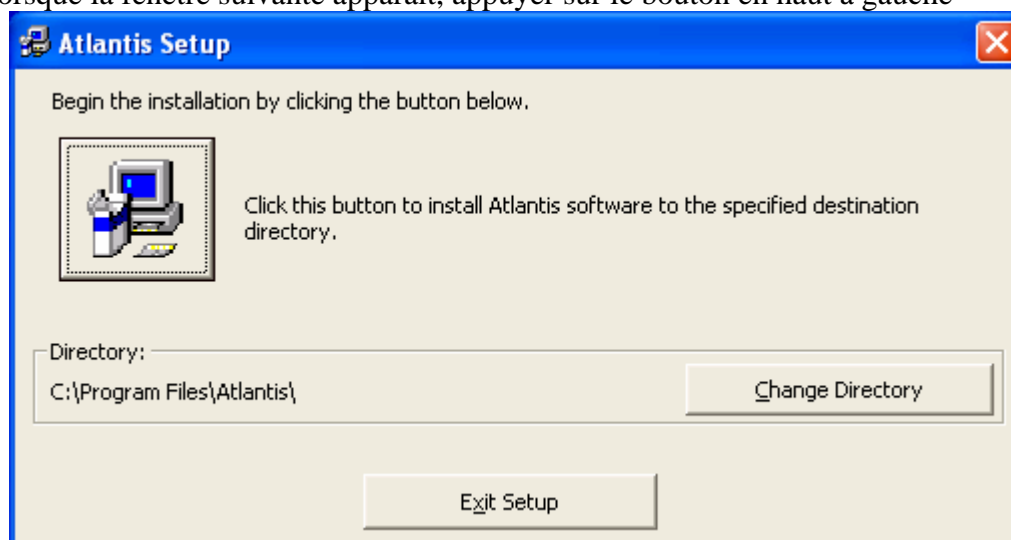 orsque la fenêtre suivante apparaît, appuyer sur le bouton en haut à gauche
Atlantis Setup
Begin the installation by clicking the button below.
Click this button to install Atlantis software to the specified destination
directory.
Directory:
C:\Program Files\Atlantis\
Change Directory
Exit Setup